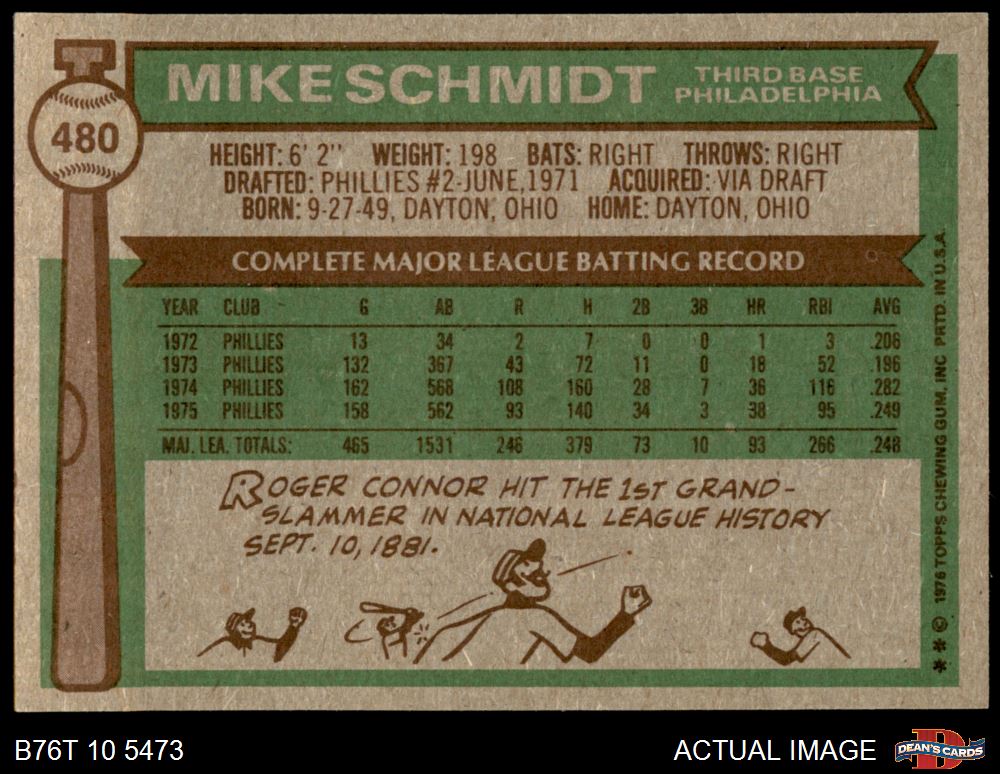 480
MIKE SCHMIDT
THIRD BASE
PHILADELPHIA
HEIGHT: 6' 2" WEIGHT: 198 BATS: RIGHT THROWS: RIGHT
DRAFTED: PHILLIES #2-JUNE, 1971 ACQUIRED: VIA DRAFT
BORN: 9-27-49, DAYTON, OHIO HOME: DAYTON, OHIO
COMPLETE MAJOR LEAGUE BATTING RECORD
YEAR CLUB G AB R H 2B 3B HR RBI AVG
1972 PHILLIES 13 34 2 7 0 0 1 3 .206
1973 PHILLIES 132 367 43 72 11 0 18 52 .196
1974 PHILLIES 162 568 108 160 28 7 36 116 .282
1975 PHILLIES 158 562 93 140 34 3 38 95 .249
MAJ. LEA. TOTALS: 465 1531 246 379 73 10 93 266 .248
ROGER CONNOR HIT THE 1ST GRAND-
SLAMMER IN NATIONAL LEAGUE HISTORY
SEPT. 10, 1881.
** © 1976 TOPPS CHEWING GUM, INC PRTD. IN U.S.A.
B76T 10 5473
ACTUAL IMAGE
D
DEAN'S CARDS